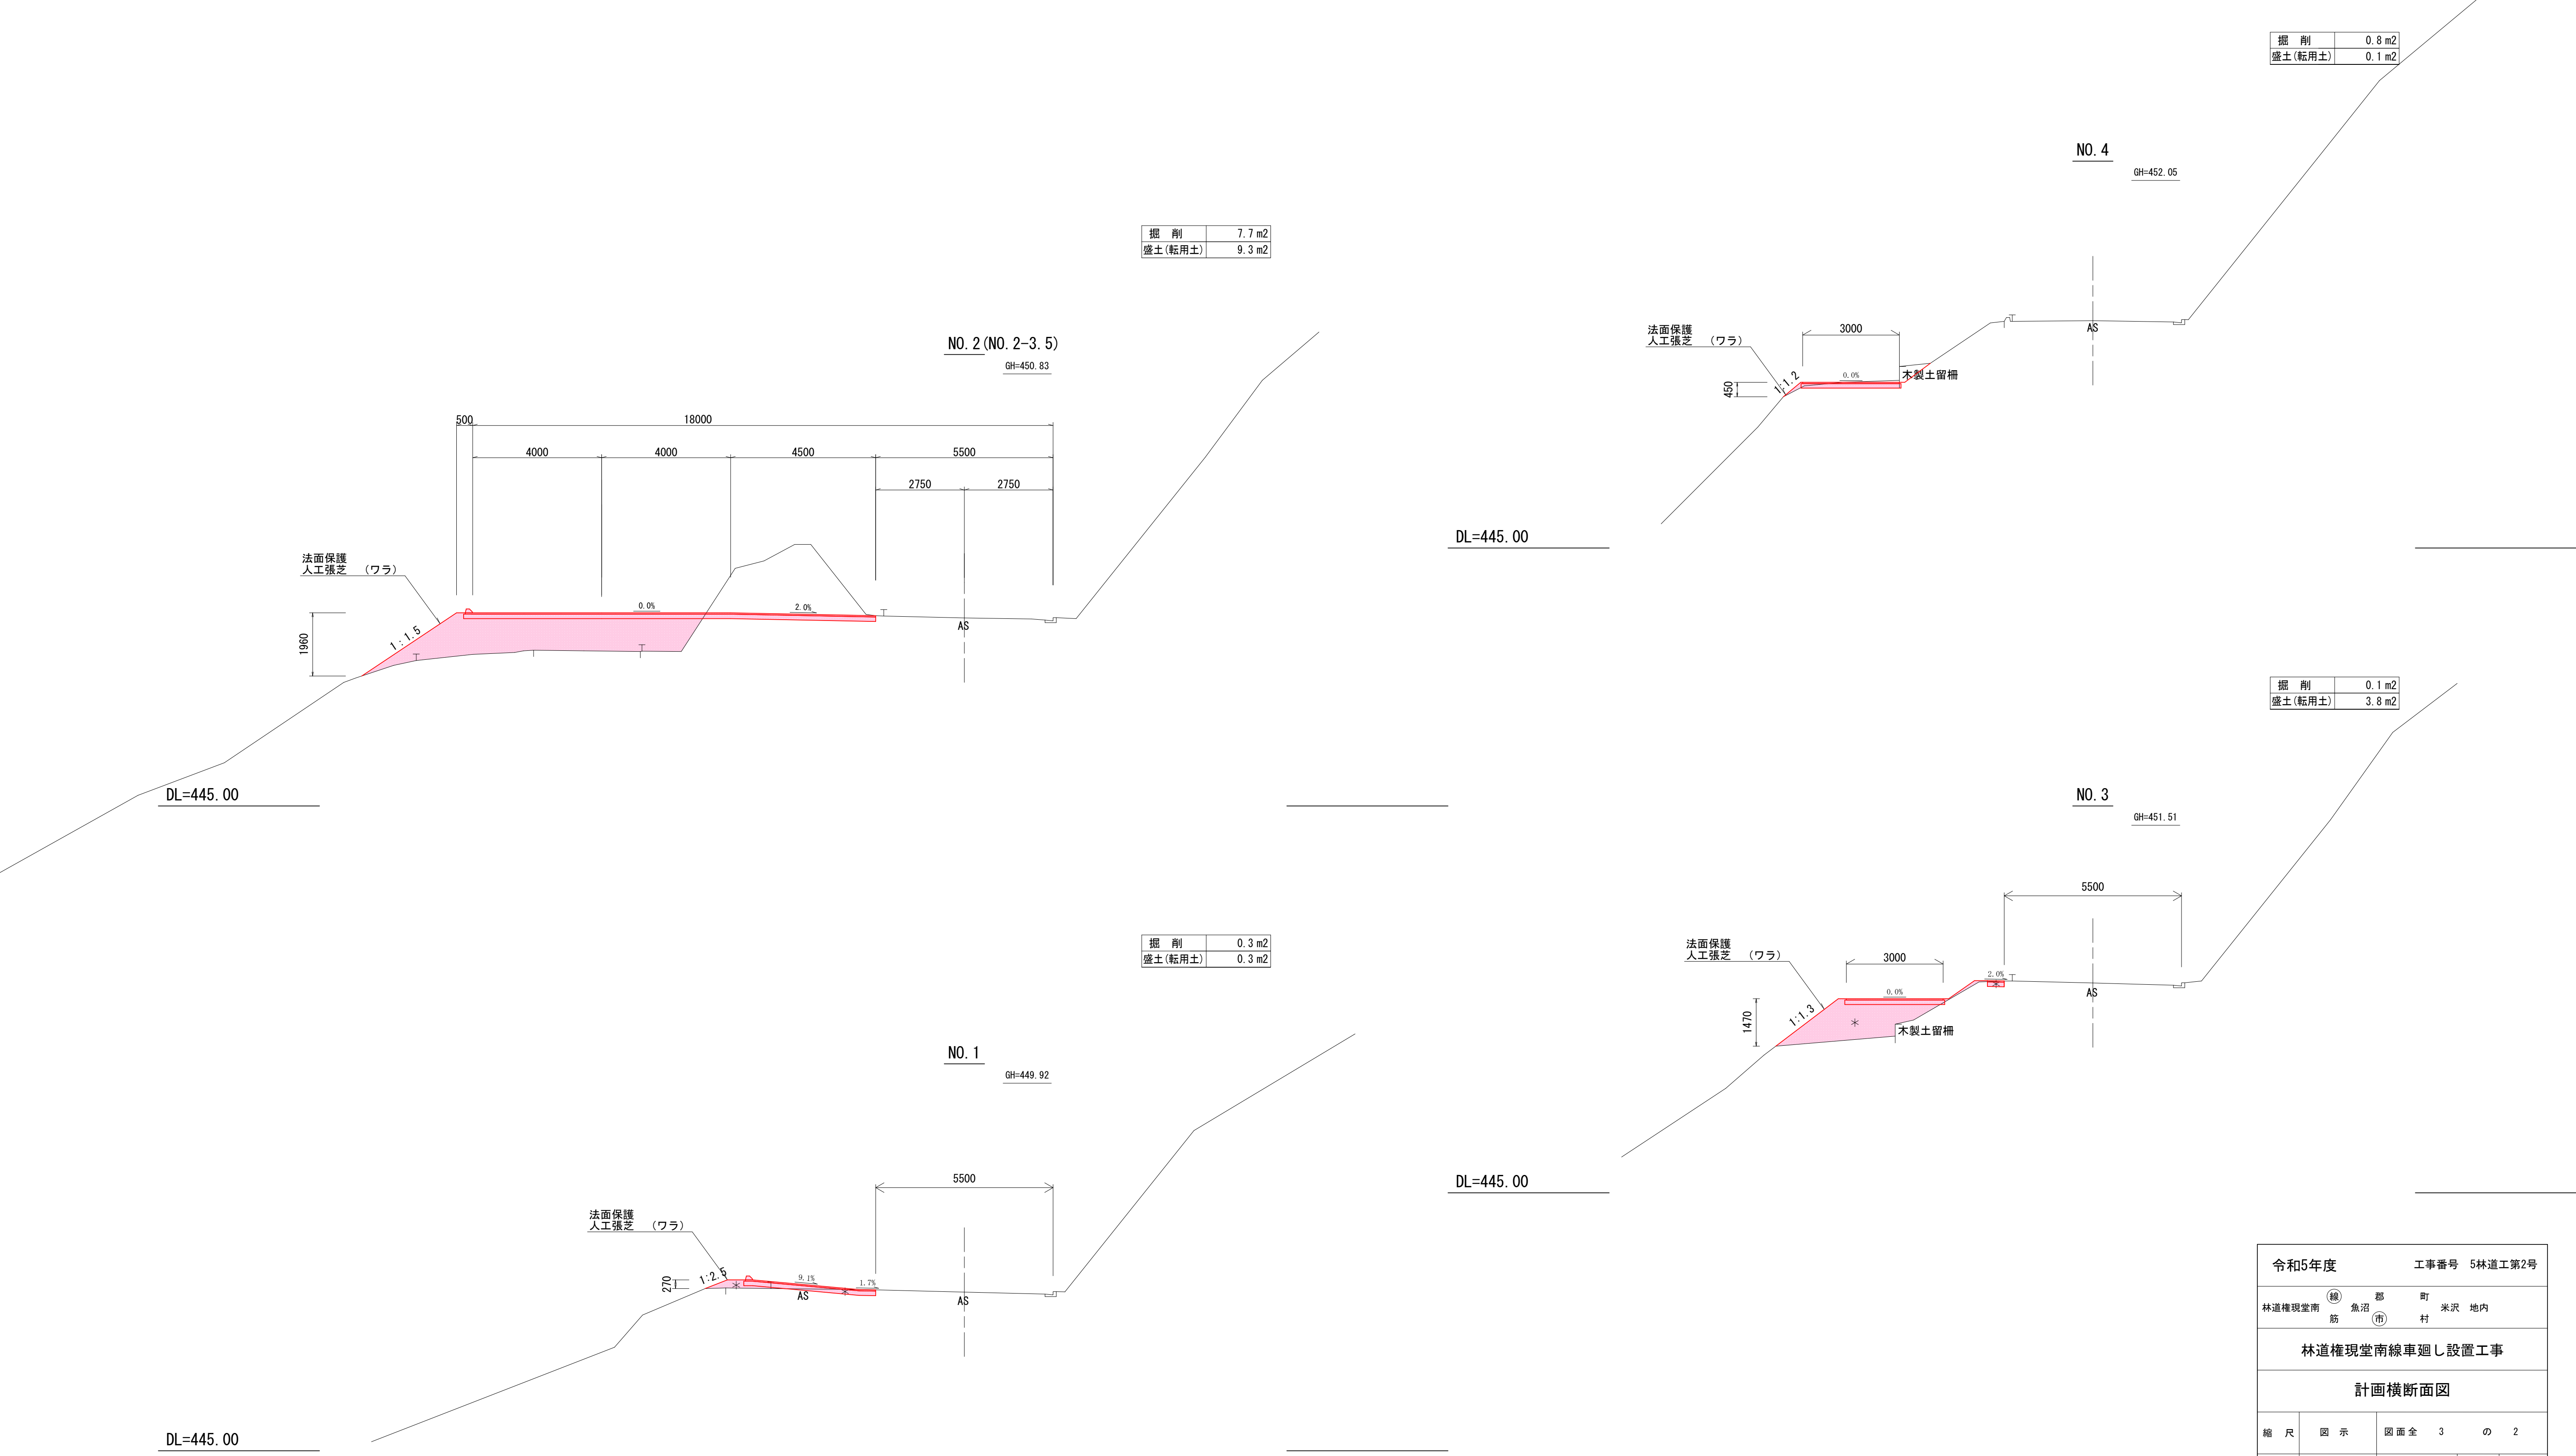 掘 削 0.8 m2
盛土(転用土) 0.1 m2
NO.4
GH=452.05
法面保護
人工張芝 (ワラ)
3000
1:1.2
0.0%
450
木製土留柵
AS
DL=445.00
掘 削 7.7 m2
盛土(転用土) 9.3 m2
NO.2(NO.2-3.5)
GH=450.83
500
18000
4000 4000 4500 5500
2750 2750
法面保護
人工張芝 (ワラ)
0.0%
2.0%
1:1.5
1960
AS
DL=445.00
掘 削 0.1 m2
盛土(転用土) 3.8 m2
NO.3
GH=451.51
5500
法面保護
人工張芝 (ワラ)
3000
2.0%
0.0%
1:1.3
1470
木製土留柵
AS
DL=445.00
掘 削 0.3 m2
盛土(転用土) 0.3 m2
NO.1
GH=449.92
5500
法面保護
人工張芝 (ワラ)
1:2.5
270
9.1%
1.7%
AS
AS
DL=445.00
令和5年度 工事番号 5林道工第2号
線 郡 町
林道権現堂南 魚沼 米沢 地内
筋 市 村
林道権現堂南線車廻し設置工事
計画横断面図
縮 尺 図 示 図面全 3 の 2